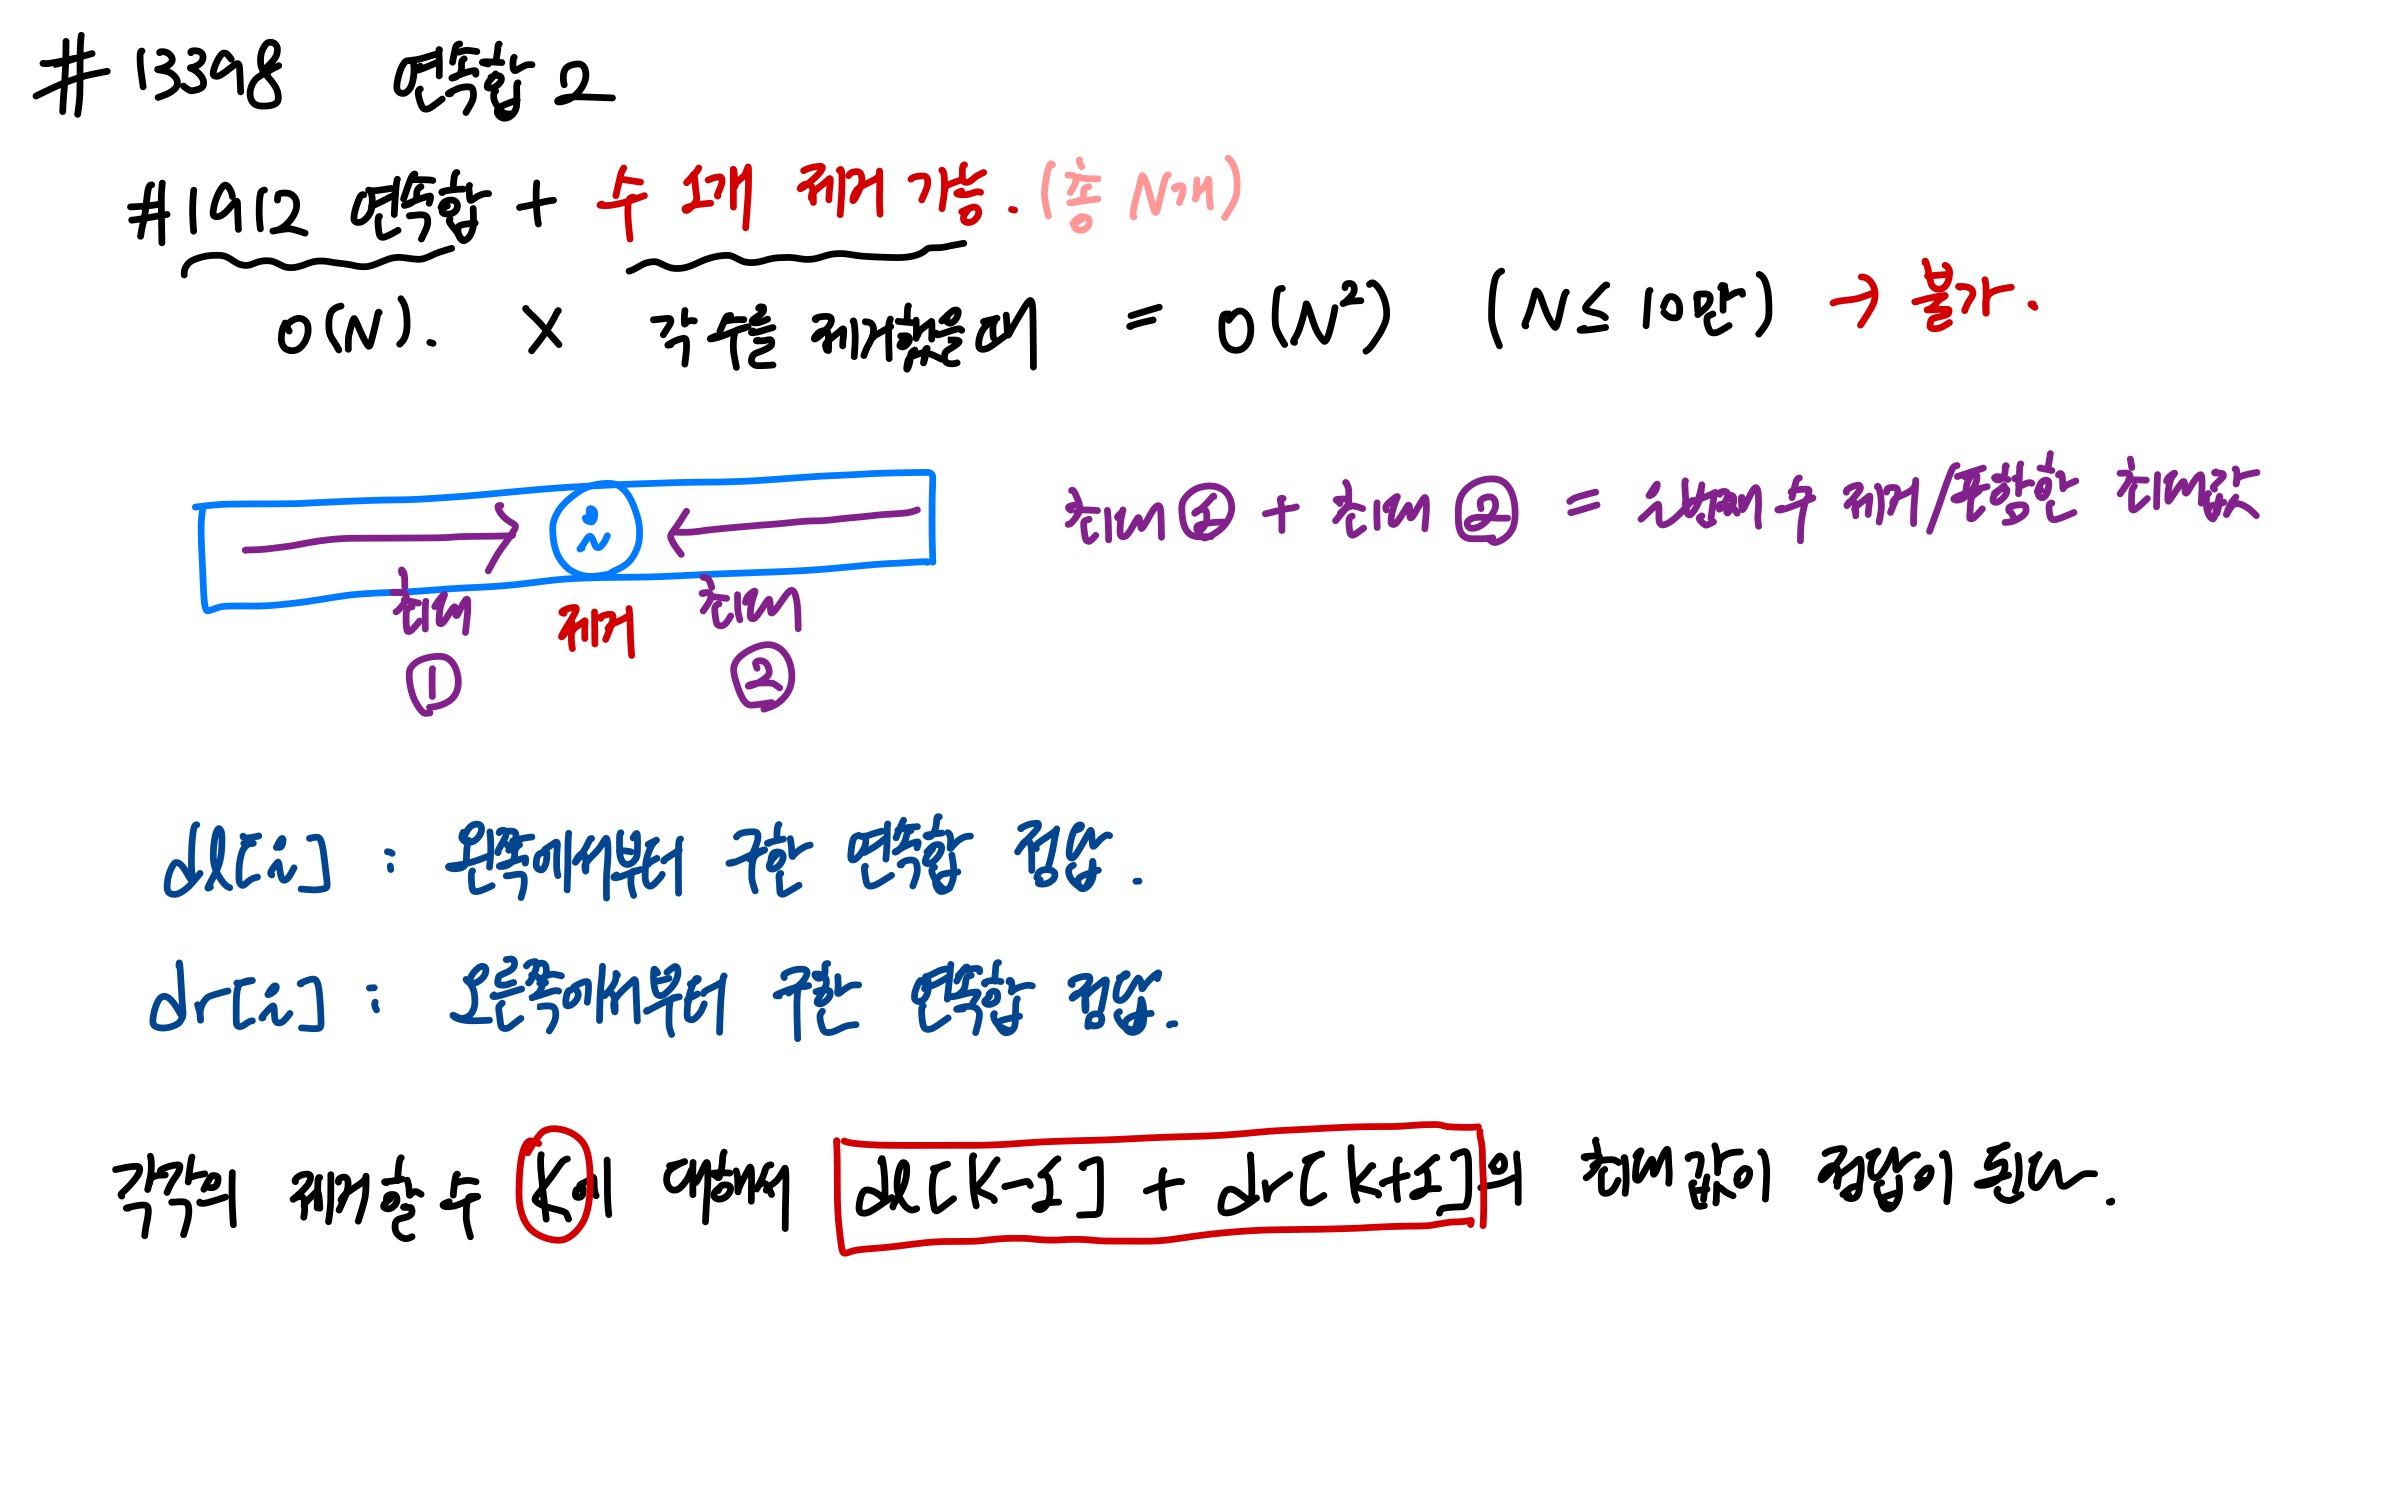 #13398 연속합 2
#1912 연속합 + 수 1개 제거 가능. (총 N개)
O(N). × 각수를 제거했을 때 = O(N²) (N ≤ 10만) → 불가.
i
최대① + 최대② = i번째 수 제거 / 연속합 최대값
최대 제거 최대
① ②
dl[i] : 왼쪽에서부터 구한 연속합 정답.
dr[i] : 오른쪽에서부터 구한 연속합 정답.
각각의 제거한 수 k에 대해 dl[k-1] + dr[k+1]의 최대값이 정답이 된다.